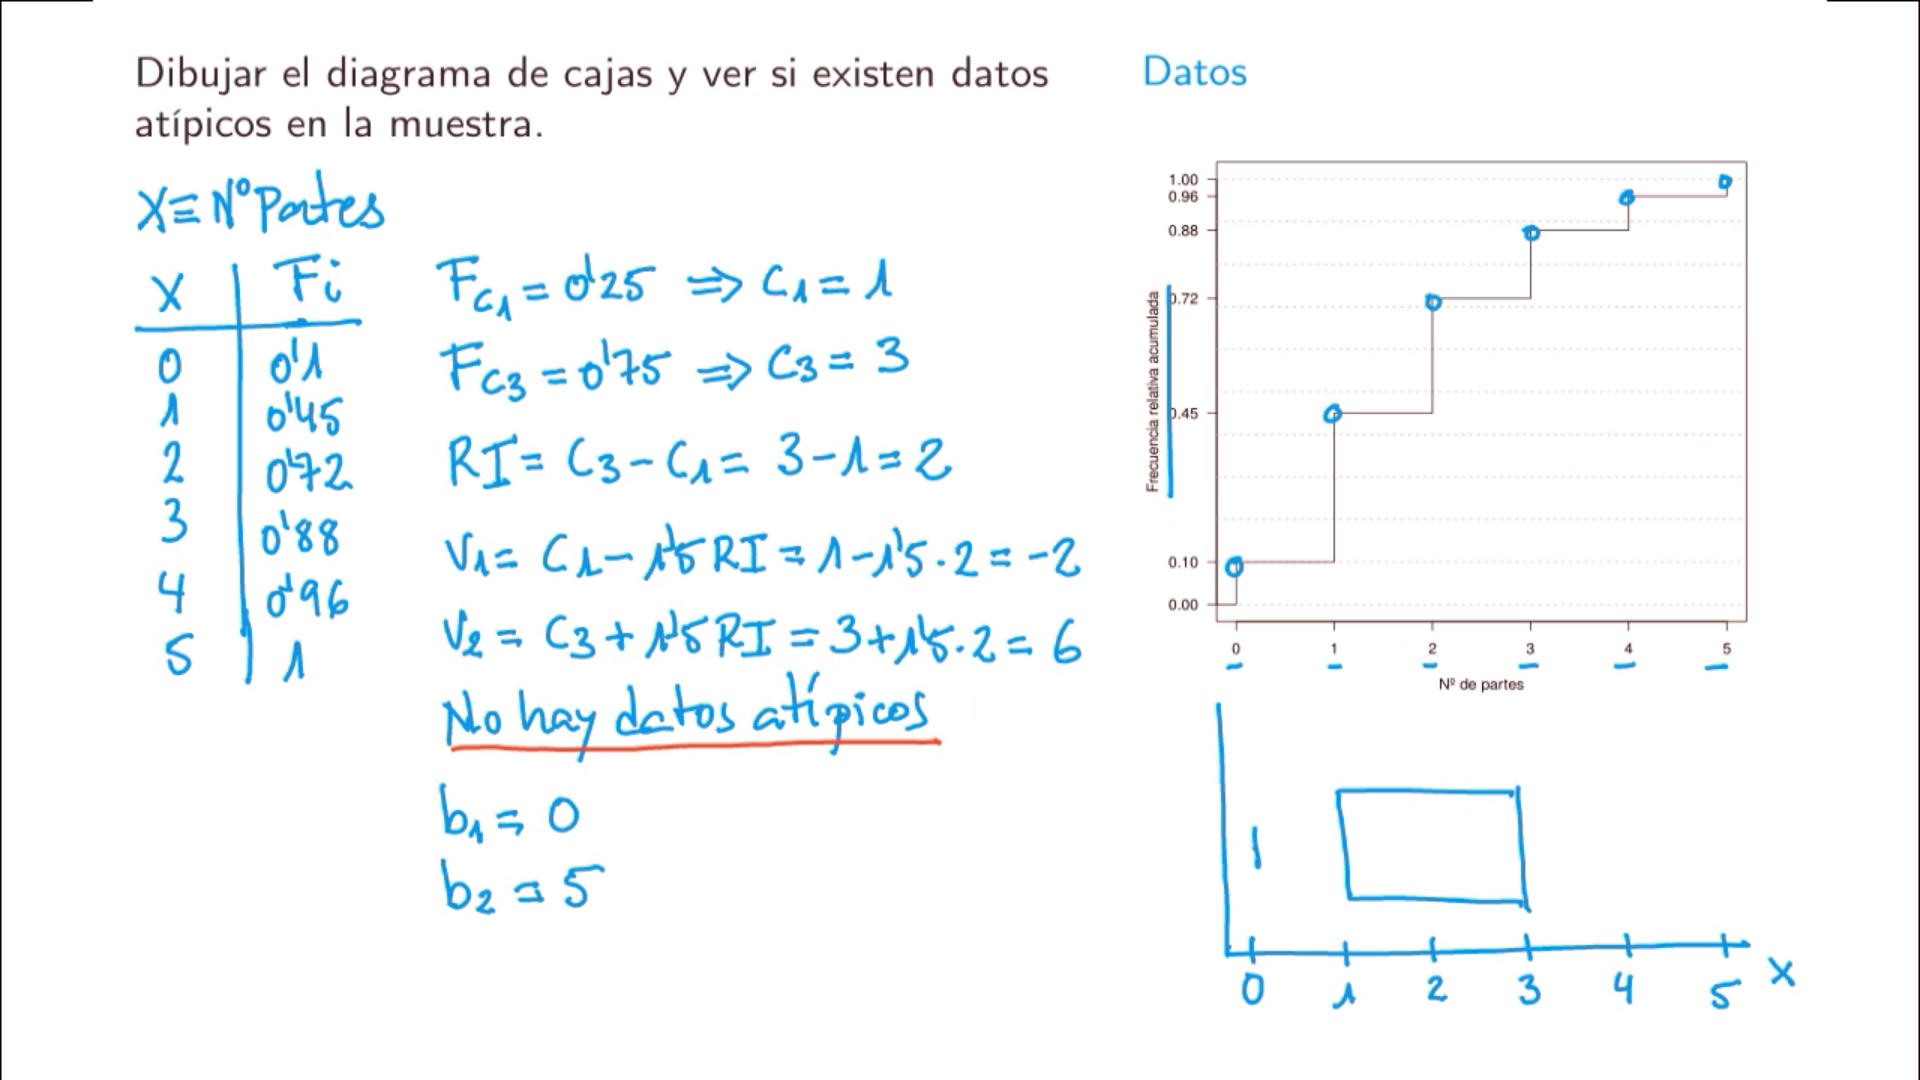 Dibujar el diagrama de cajas y ver si existen datos
atípicos en la muestra.
X≡NºPartes
X Fi
0 0'1
1 0'45
2 0'72
3 0'88
4 0'96
5 1
F_C1 = 0'25 ⇒ C1 = 1
F_C3 = 0'75 ⇒ C3 = 3
RI = C3 - C1 = 3 - 1 = 2
V1 = C1 - 1'5 RI = 1 - 1'5 · 2 = -2
V2 = C3 + 1'5 RI = 3 + 1'5 · 2 = 6
No hay datos atípicos
b1 = 0
b2 = 5
Datos
1.00
0.96
0.88
0.72
0.45
0.10
0.00
Frecuencia relativa acumulada
0 1 2 3 4 5
Nº de partes
0 1 2 3 4 5 X